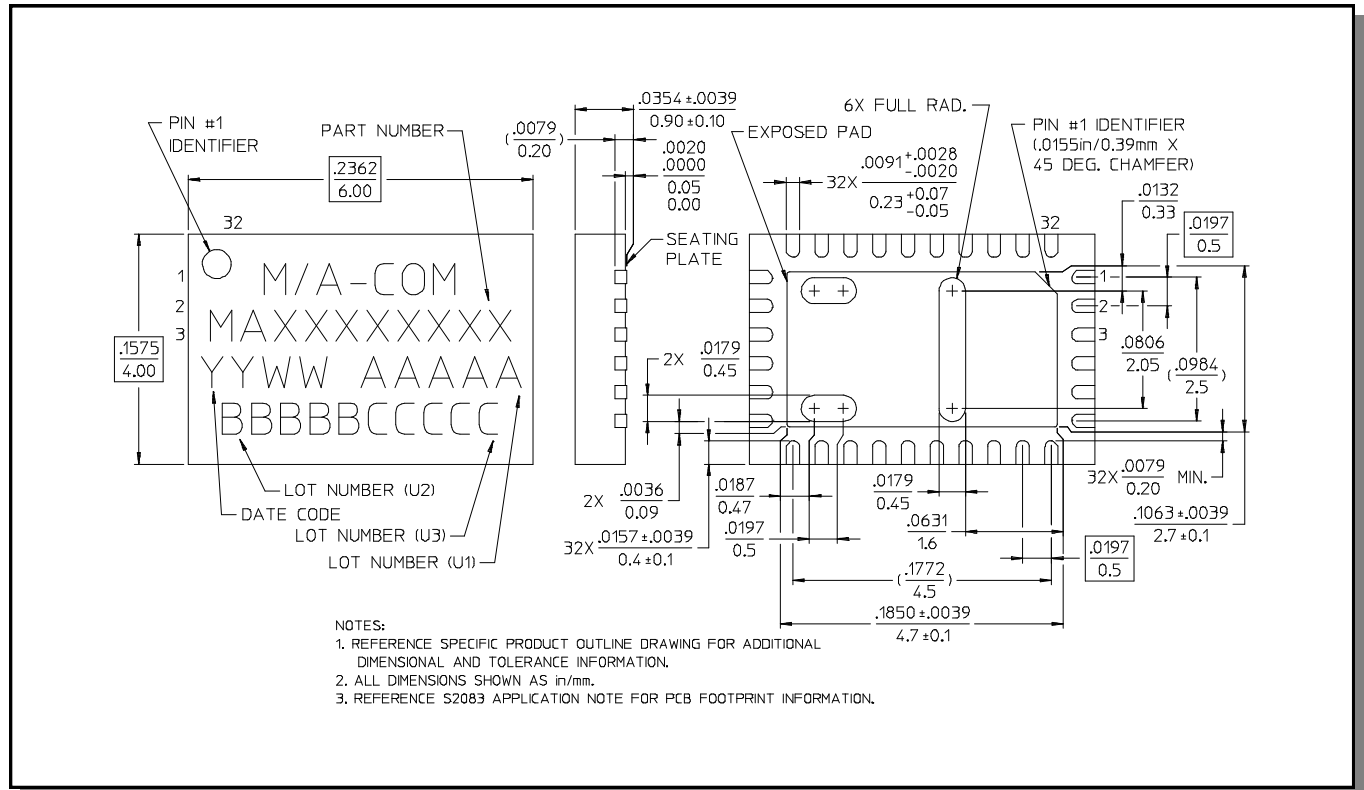 PIN #1
IDENTIFIER
PART NUMBER
.2362
6.00
32
1
2
3
M/A-COM
MAXXXXXXXXX
YYWW AAAAA
BBBBBCCCCC
.1575
4.00
LOT NUMBER (U2)
DATE CODE
LOT NUMBER (U3)
LOT NUMBER (U1)
.0354 ±.0039
0.90 ±0.10
(.0079
0.20)
.0020
.0000
0.05
0.00
SEATING
PLATE
EXPOSED PAD
6X FULL RAD.
32X .0091 +.0028
-.0020
0.23 +0.07
-0.05
PIN #1 IDENTIFIER
(.0155in/0.39mm X
45 DEG. CHAMFER)
.0132
0.33
.0197
0.5
32
1
2
3
2X .0179
0.45
.0806
2.05
(.0984
2.5)
2X .0036
0.09
32X .0157 ±.0039
0.4 ±0.1
.0187
0.47
.0197
0.5
.0179
0.45
.0631
1.6
32X .0079 MIN.
0.20
.1063 ±.0039
2.7 ±0.1
.0197
0.5
(.1772
4.5)
.1850 ±.0039
4.7 ±0.1
NOTES:
1. REFERENCE SPECIFIC PRODUCT OUTLINE DRAWING FOR ADDITIONAL
DIMENSIONAL AND TOLERANCE INFORMATION.
2. ALL DIMENSIONS SHOWN AS in/mm.
3. REFERENCE S2083 APPLICATION NOTE FOR PCB FOOTPRINT INFORMATION.